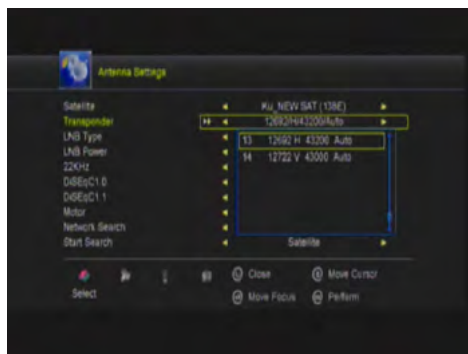 Antenna Settings
Satellite Ku_NEW SAT (138E)
Transponder 12692/H/43200/Auto
LNB Type 13 12692 H 43200 Auto
LNB Power 14 12722 V 43000 Auto
22KHz
DiSEqC1.0
DiSEqC1.1
Motor
Network Search
Start Search Satellite
Close Move Cursor
Select Move Focus Perform